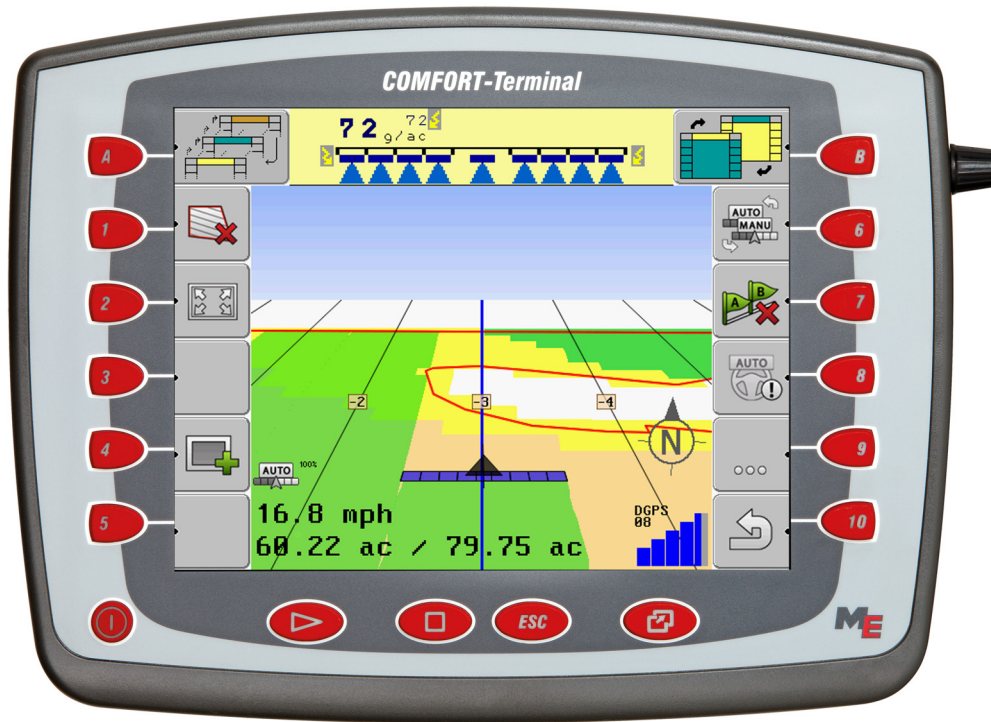 COMFORT-Terminal
A
72
72
g/ac
B
1
AUTO
MANU
6
2
A B
7
3
AUTO
8
-2
-3
-4
4
N
9
AUTO 100%
5
16.8 mph
DGPS
08
10
60.22 ac / 79.75 ac
ESC
ME